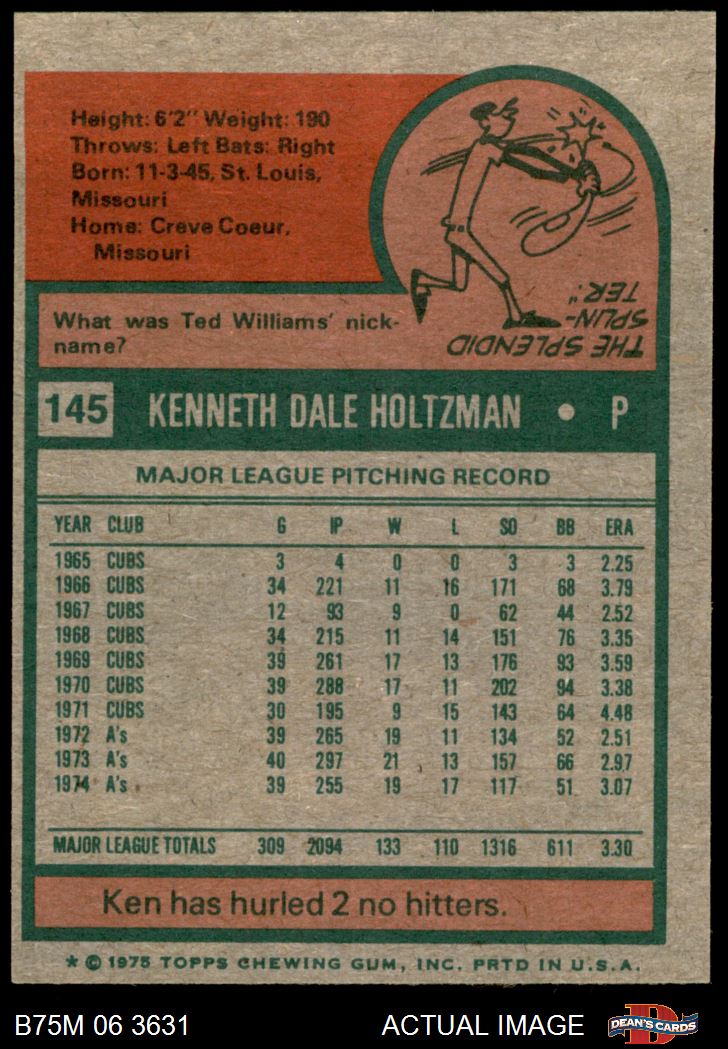 Height: 6'2" Weight: 190
Throws: Left Bats: Right
Born: 11-3-45, St. Louis,
Missouri
Home: Creve Coeur,
Missouri
What was Ted Williams' nick-
name?
THE SPLENDID
SPLIN-
TER."
145 KENNETH DALE HOLTZMAN • P
MAJOR LEAGUE PITCHING RECORD
YEAR CLUB G IP W L SO BB ERA
1965 CUBS 3 4 0 0 3 3 2.25
1966 CUBS 34 221 11 16 171 68 3.79
1967 CUBS 12 93 9 0 62 44 2.52
1968 CUBS 34 215 11 14 151 76 3.35
1969 CUBS 39 261 17 13 176 93 3.59
1970 CUBS 39 288 17 11 202 94 3.38
1971 CUBS 30 195 9 15 143 64 4.48
1972 A's 39 265 19 11 134 52 2.51
1973 A's 40 297 21 13 157 66 2.97
1974 A's 39 255 19 17 117 51 3.07
MAJOR LEAGUE TOTALS 309 2094 133 110 1316 611 3.30
Ken has hurled 2 no hitters.
* © 1975 TOPPS CHEWING GUM, INC. PRTD IN U.S.A.
B75M 06 3631 ACTUAL IMAGE D DEAN'S CARDS